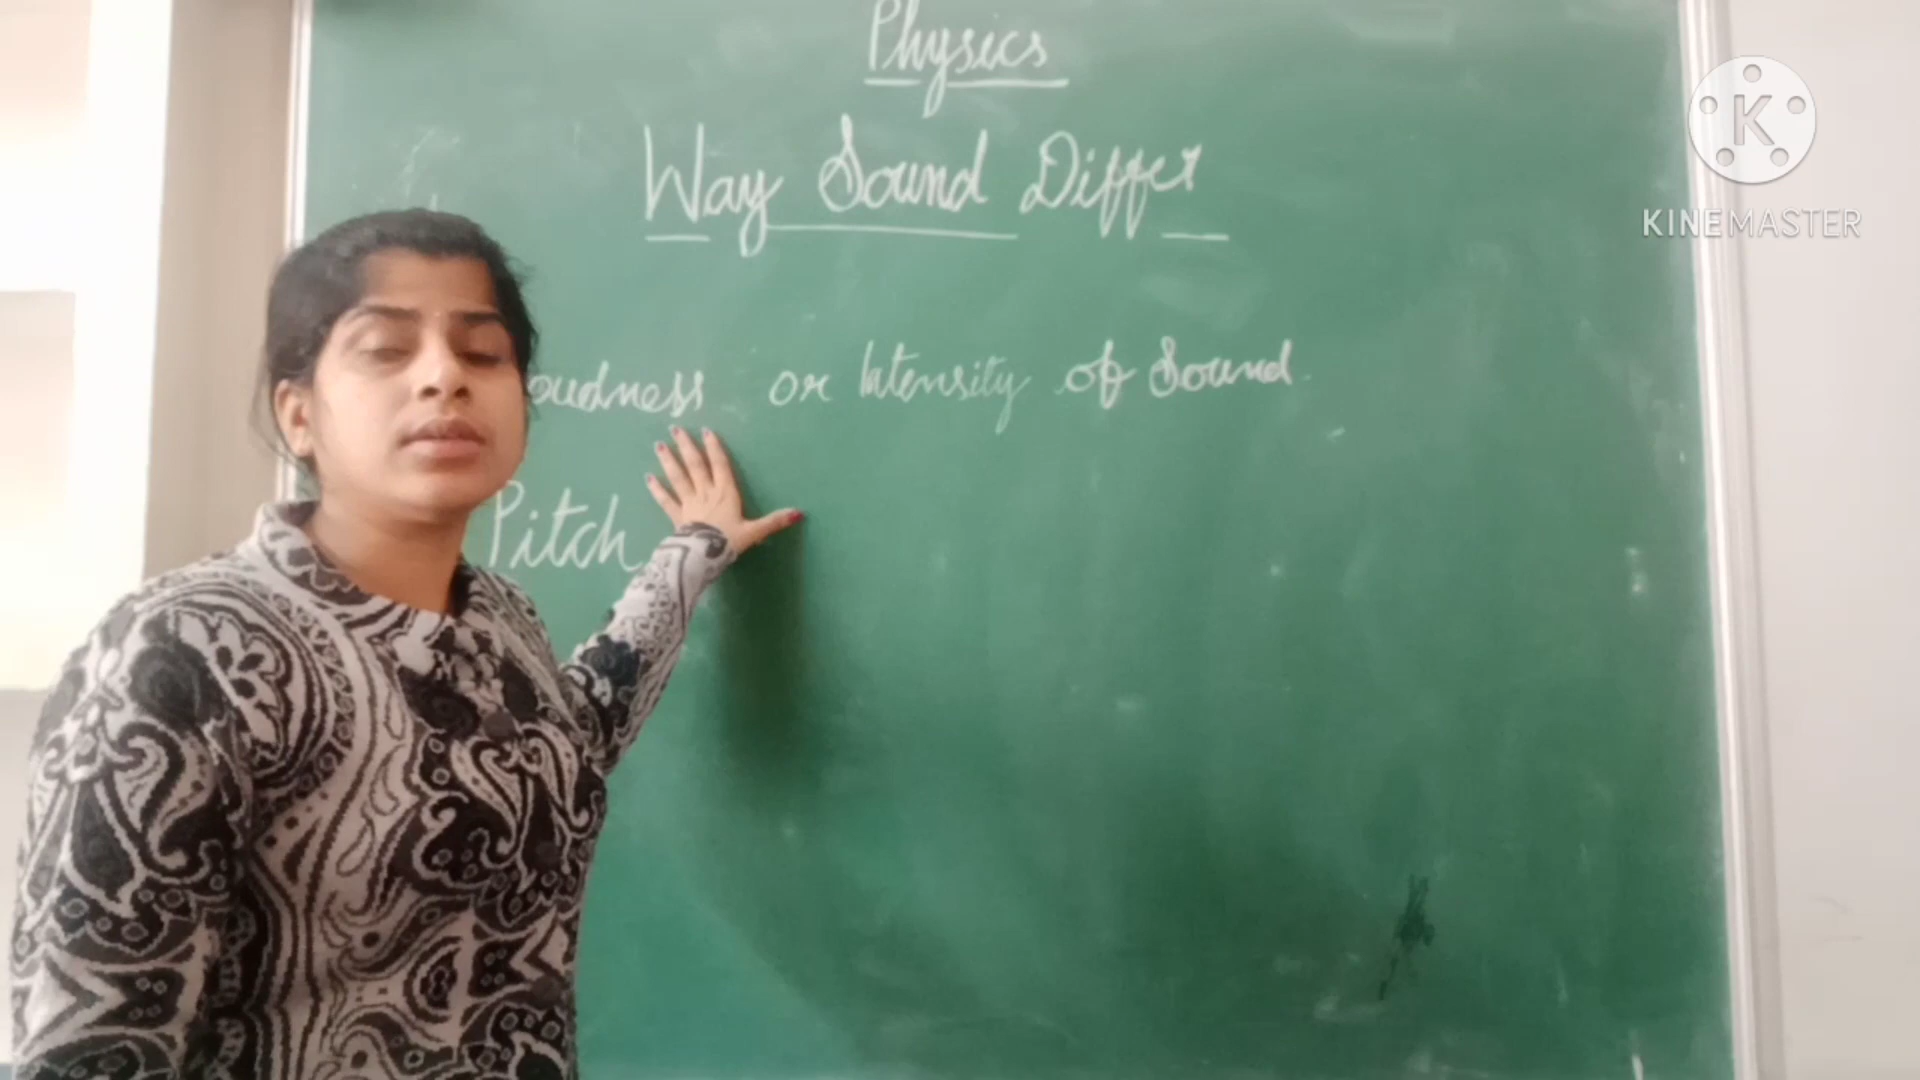 Physics
Way Sound Differ
oudness or Intensity of Sound
Pitch
K
KINEMASTER